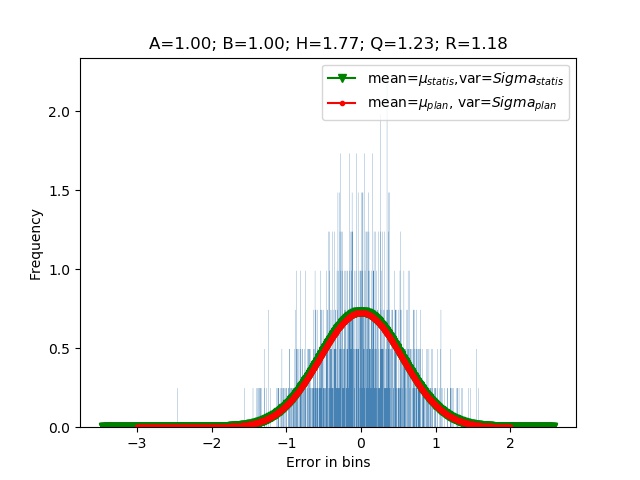 A=1.00; B=1.00; H=1.77; Q=1.23; R=1.18
mean=μstatis,var=Sigmastatis
mean=μplan, var=Sigmaplan
2.0
1.5
1.0
0.5
0.0
Frequency
−3 −2 −1 0 1 2
Error in bins